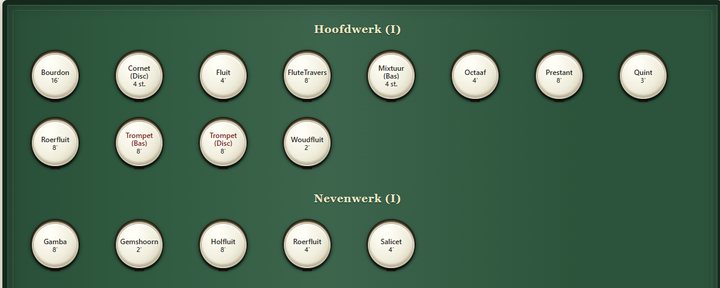 Hoofdwerk (I)
Bourdon
16'
Cornet
(Disc)
4 st.
Fluit
4'
FluteTravers
8'
Mixtuur
(Bas)
4 st.
Octaaf
4'
Prestant
8'
Quint
3'
Roerfluit
8'
Trompet
(Bas)
8'
Trompet
(Disc)
8'
Woudfluit
2'
Nevenwerk (I)
Gamba
8'
Gemshoorn
2'
Holfluit
8'
Roerfluit
4'
Salicet
4'